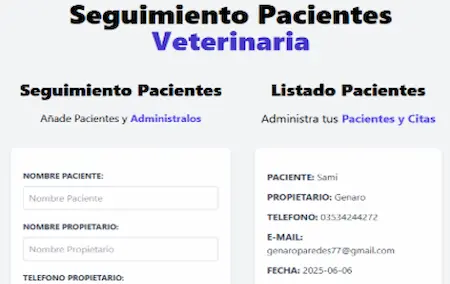 Seguimiento Pacientes
Veterinaria
Seguimiento Pacientes
Añade Pacientes y Administralos
NOMBRE PACIENTE:
Nombre Paciente
NOMBRE PROPIETARIO:
Nombre Propietario
TELEFONO PROPIETARIO:
Listado Pacientes
Administra tus Pacientes y Citas
PACIENTE: Sami
PROPIETARIO: Genaro
TELEFONO: 03534244272
E-MAIL:
genaroparedes77@gmail.com
FECHA: 2025-06-06